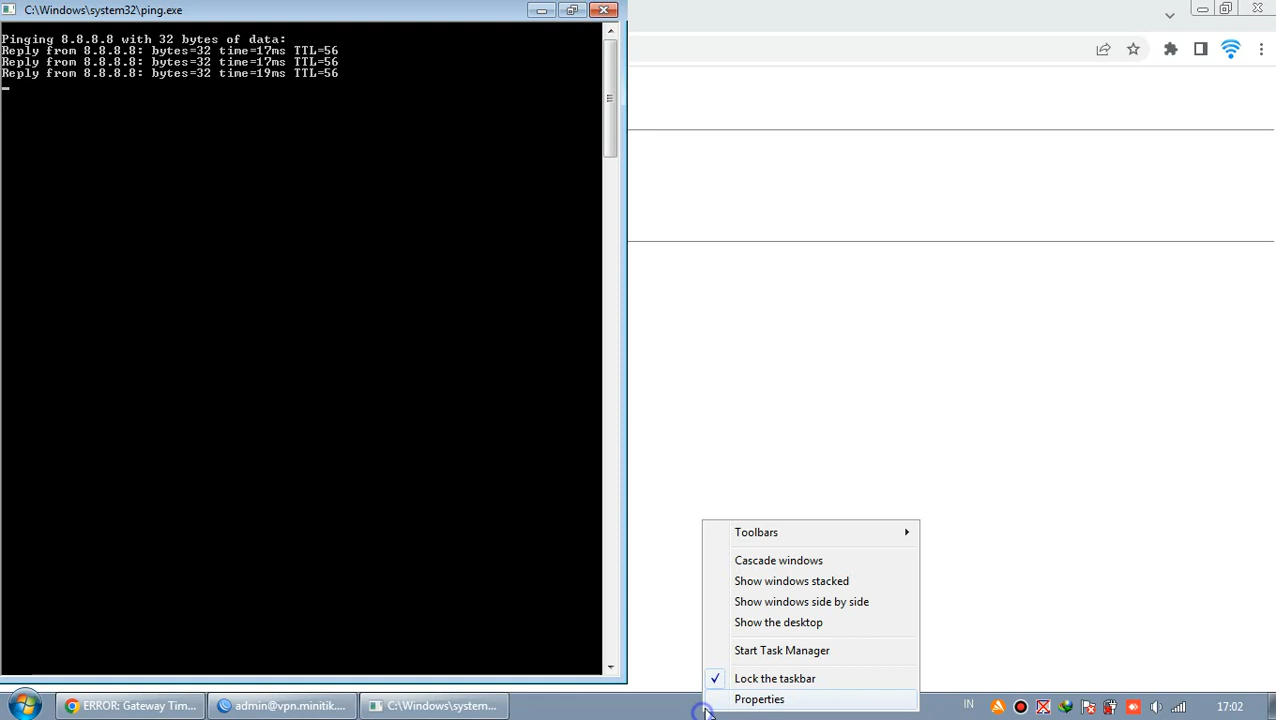 C:\Windows\system32\ping.exe
Pinging 8.8.8.8 with 32 bytes of data:
Reply from 8.8.8.8: bytes=32 time=17ms TTL=56
Reply from 8.8.8.8: bytes=32 time=17ms TTL=56
Reply from 8.8.8.8: bytes=32 time=19ms TTL=56
Toolbars
Cascade windows
Show windows stacked
Show windows side by side
Show the desktop
Start Task Manager
Lock the taskbar
Properties
ERROR: Gateway Tim...
admin@vpn.minitik....
C:\Windows\system...
IN
17:02